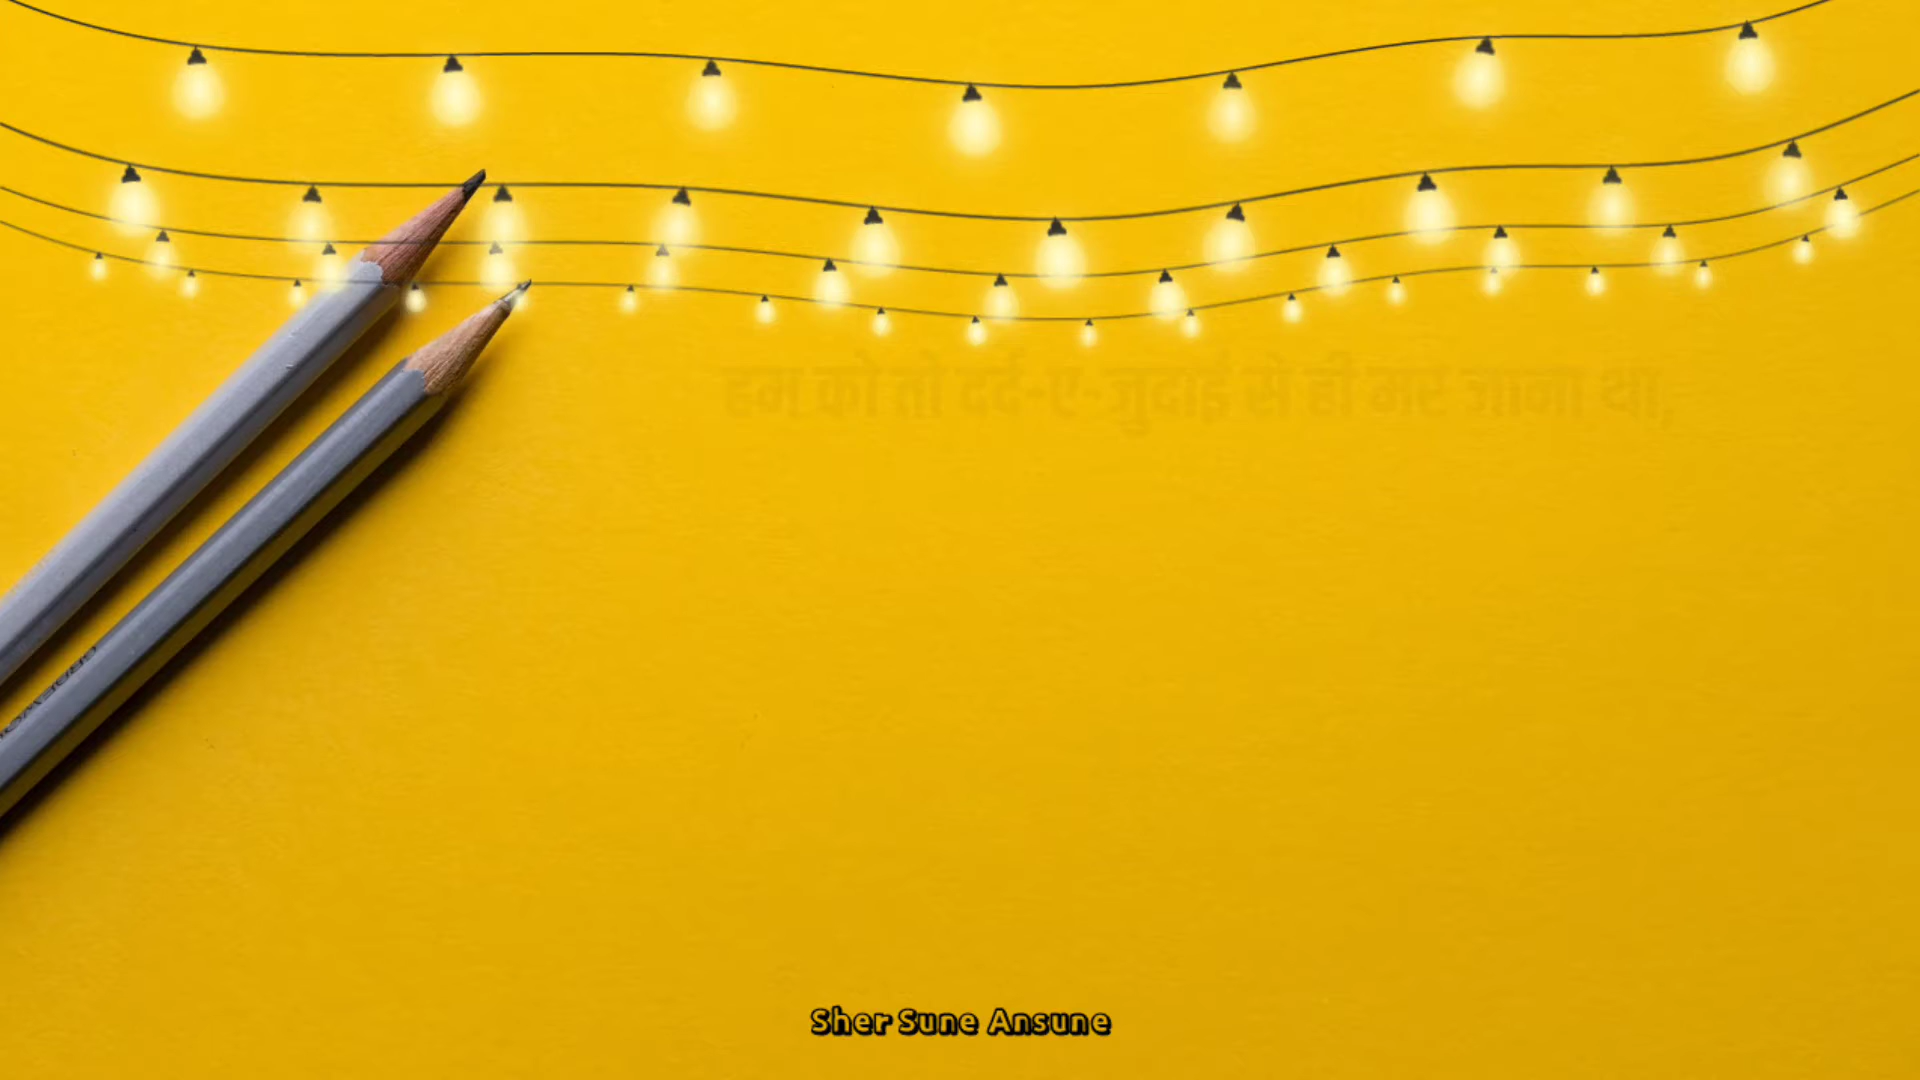 हम को तो दर्द-ए-जुदाई से ही मर जाना था,
Sher Sune Ansune